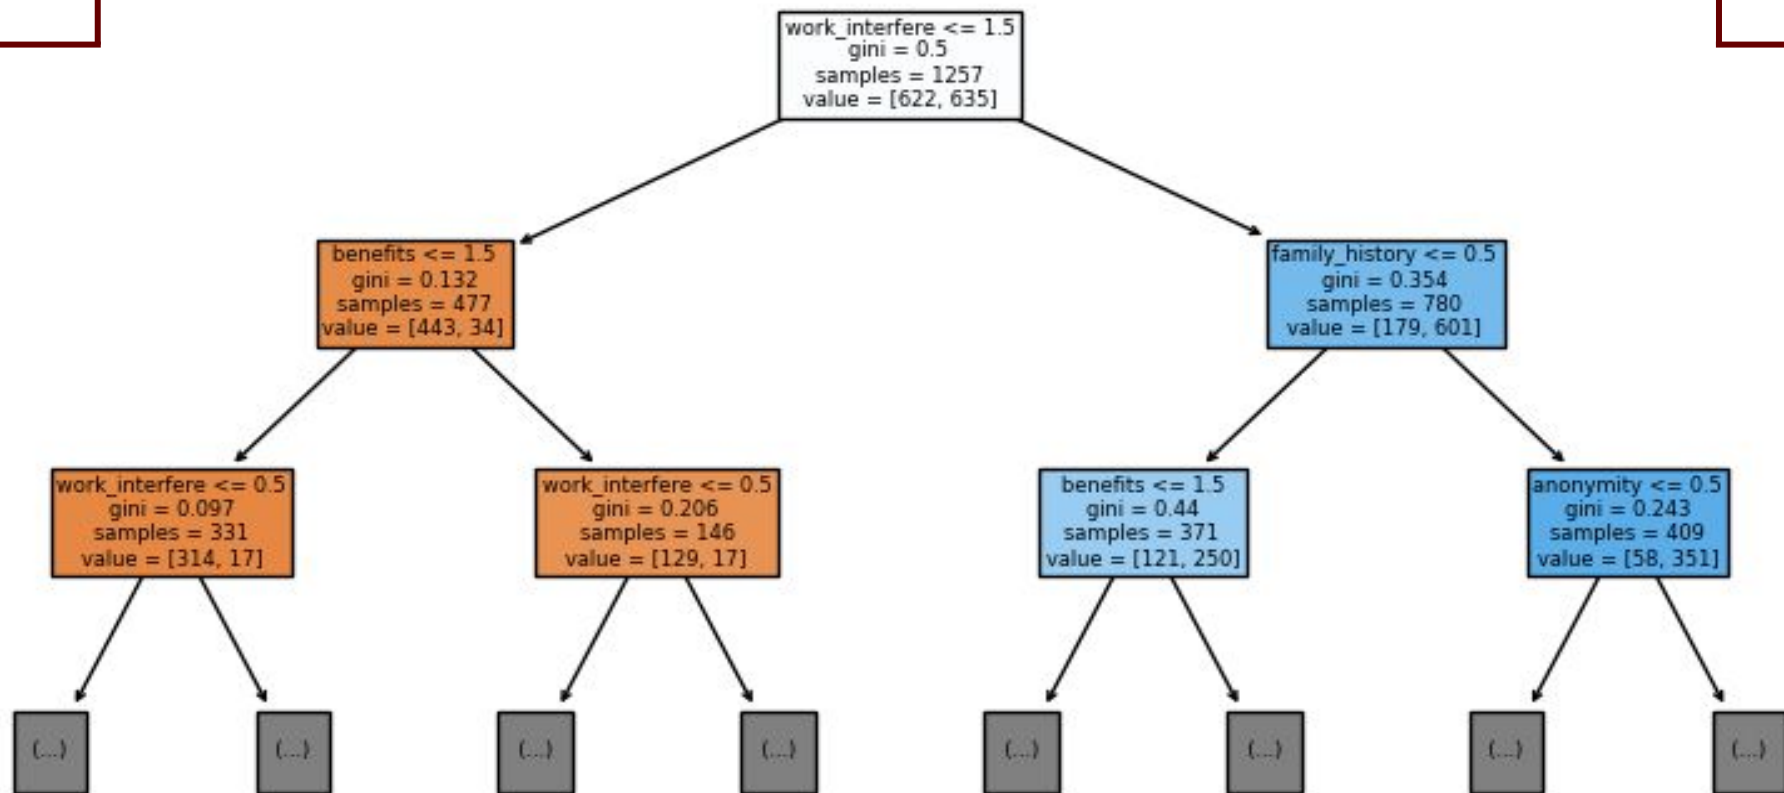 work_interfere <= 1.5
gini = 0.5
samples = 1257
value = [622, 635]
benefits <= 1.5
gini = 0.132
samples = 477
value = [443, 34]
family_history <= 0.5
gini = 0.354
samples = 780
value = [179, 601]
work_interfere <= 0.5
gini = 0.097
samples = 331
value = [314, 17]
work_interfere <= 0.5
gini = 0.206
samples = 146
value = [129, 17]
benefits <= 1.5
gini = 0.44
samples = 371
value = [121, 250]
anonymity <= 0.5
gini = 0.243
samples = 409
value = [58, 351]
(...)
(...)
(...)
(...)
(...)
(...)
(...)
(...)